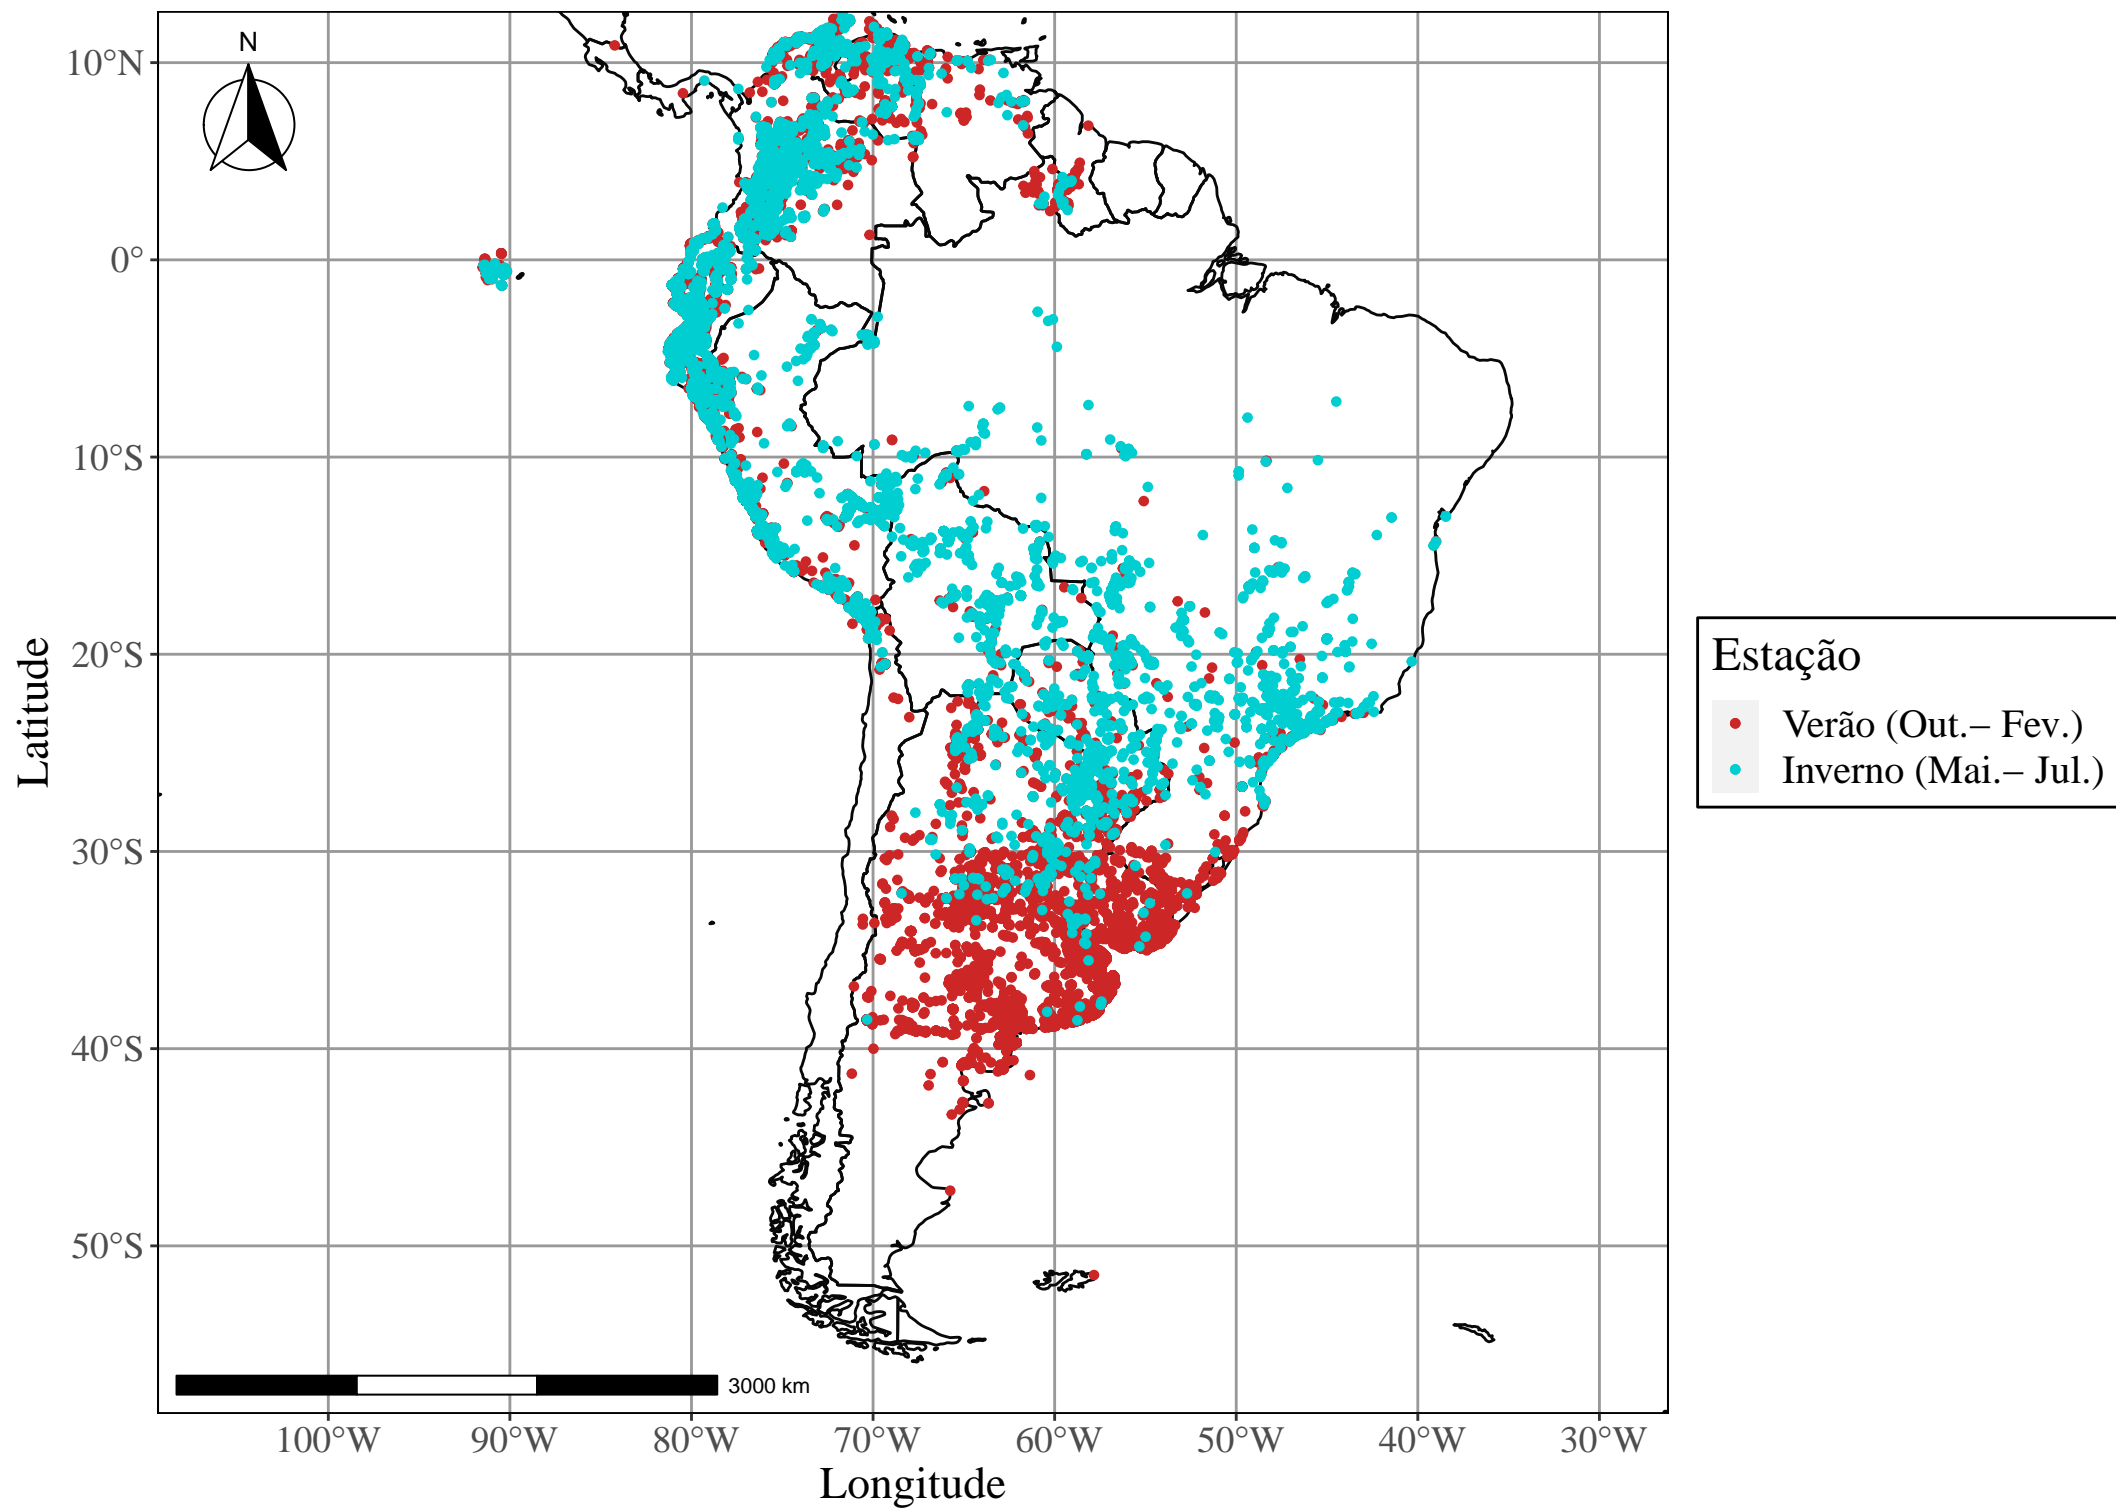 N
10°N
0°
10°S
20°S
30°S
40°S
50°S
Latitude
3000 km
100°W 90°W 80°W 70°W 60°W 50°W 40°W 30°W
Longitude
Estação
Verão (Out.– Fev.)
Inverno (Mai.– Jul.)